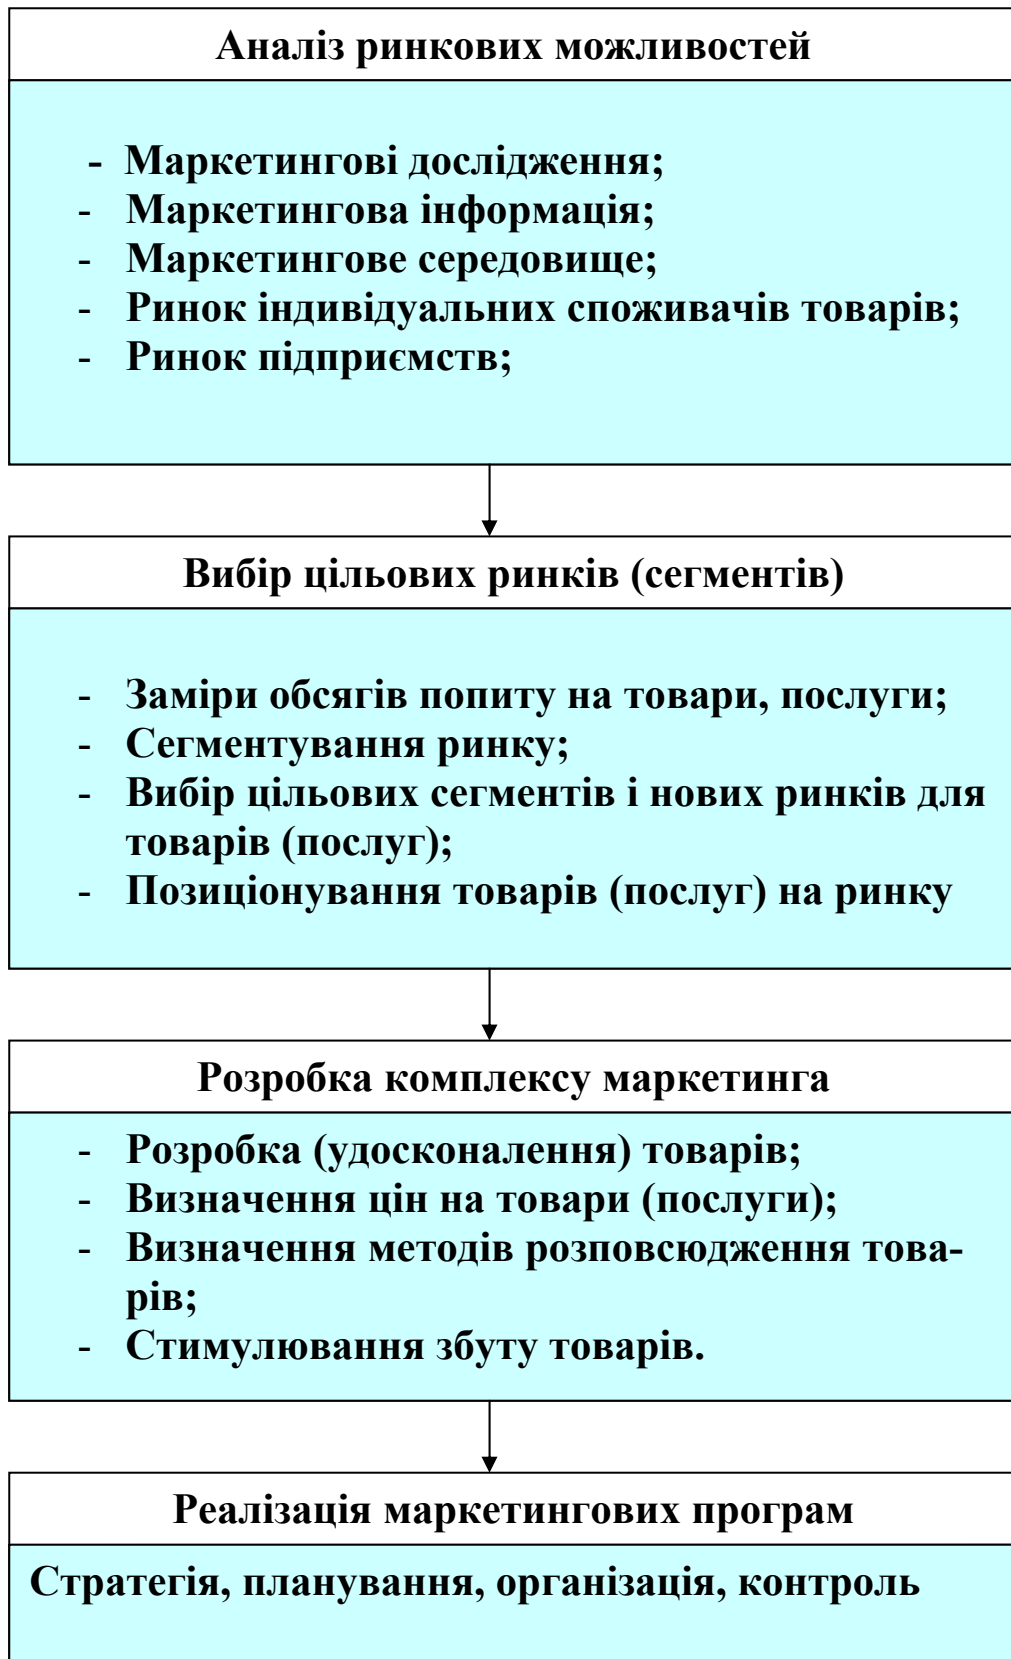 Аналіз ринкових можливостей
- Маркетингові дослідження;
- Маркетингова інформація;
- Маркетингове середовище;
- Ринок індивідуальних споживачів товарів;
- Ринок підприємств;
Вибір цільових ринків (сегментів)
- Заміри обсягів попиту на товари, послуги;
- Сегментування ринку;
- Вибір цільових сегментів і нових ринків для
товарів (послуг);
- Позиціонування товарів (послуг) на ринку
Розробка комплексу маркетинга
- Розробка (удосконалення) товарів;
- Визначення цін на товари (послуги);
- Визначення методів розповсюдження това-
рів;
- Стимулювання збуту товарів.
Реалізація маркетингових програм
Стратегія, планування, організація, контроль